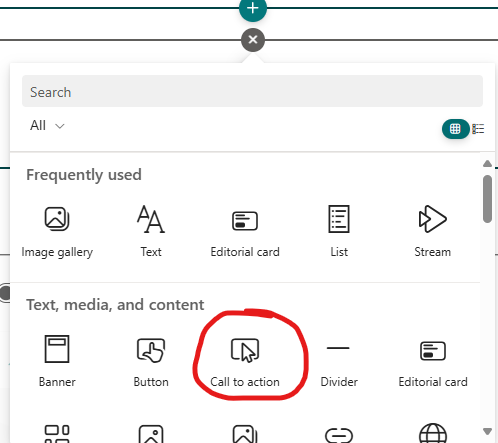 Search
All
Frequently used
Image gallery
Text
Editorial card
List
Stream
Text, media, and content
Banner
Button
Call to action
Divider
Editorial card